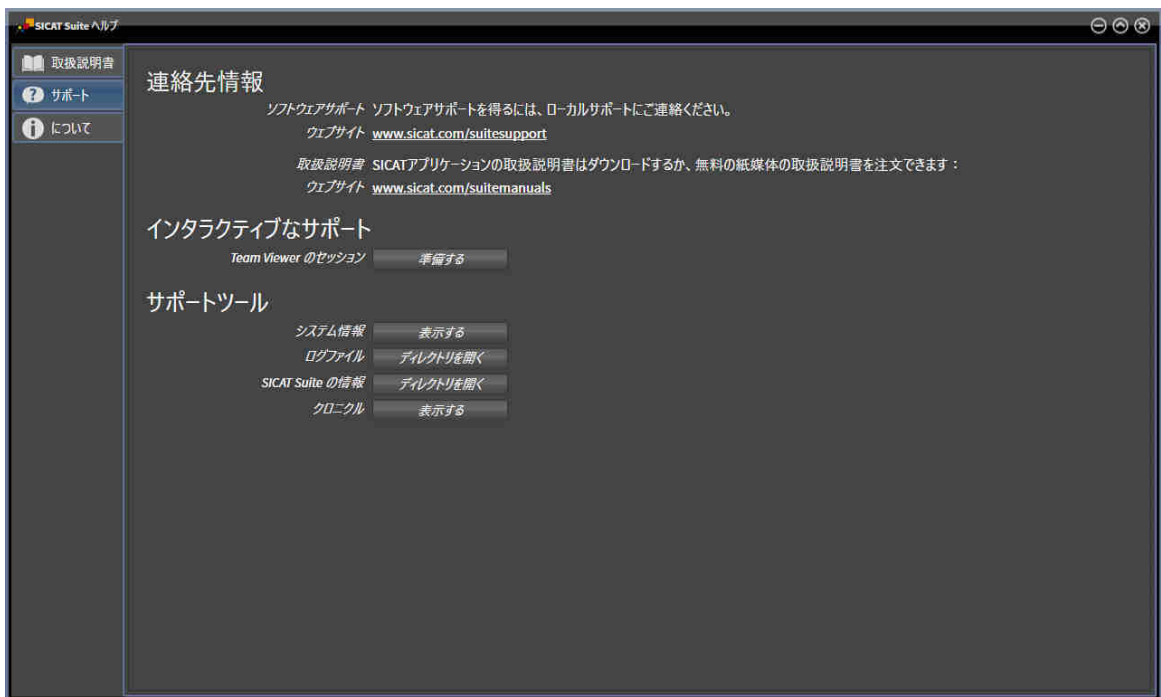 SICAT Suite ヘルプ
取扱説明書
サポート
について
連絡先情報
ソフトウェアサポート ソフトウェアサポートを得るには、ローカルサポートにご連絡ください。
ウェブサイト www.sicat.com/suitesupport
取扱説明書 SICATアプリケーションの取扱説明書はダウンロードするか、無料の紙媒体の取扱説明書を注文できます：
ウェブサイト www.sicat.com/suitemanuals
インタラクティブなサポート
Team Viewer のセッション 準備する
サポートツール
システム情報 表示する
ログファイル ディレクトリを開く
SICAT Suite の情報 ディレクトリを開く
クロニクル 表示する